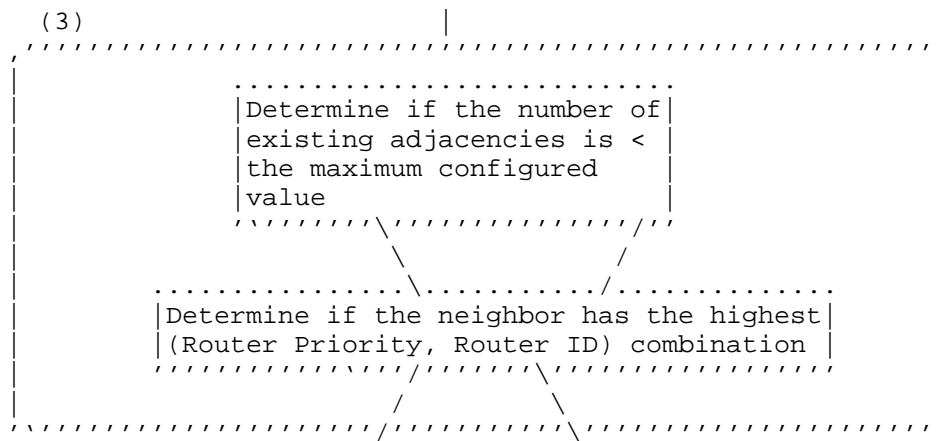 (3)
Determine if the number of
existing adjacencies is <
the maximum configured
value
Determine if the neighbor has the highest
(Router Priority, Router ID) combination